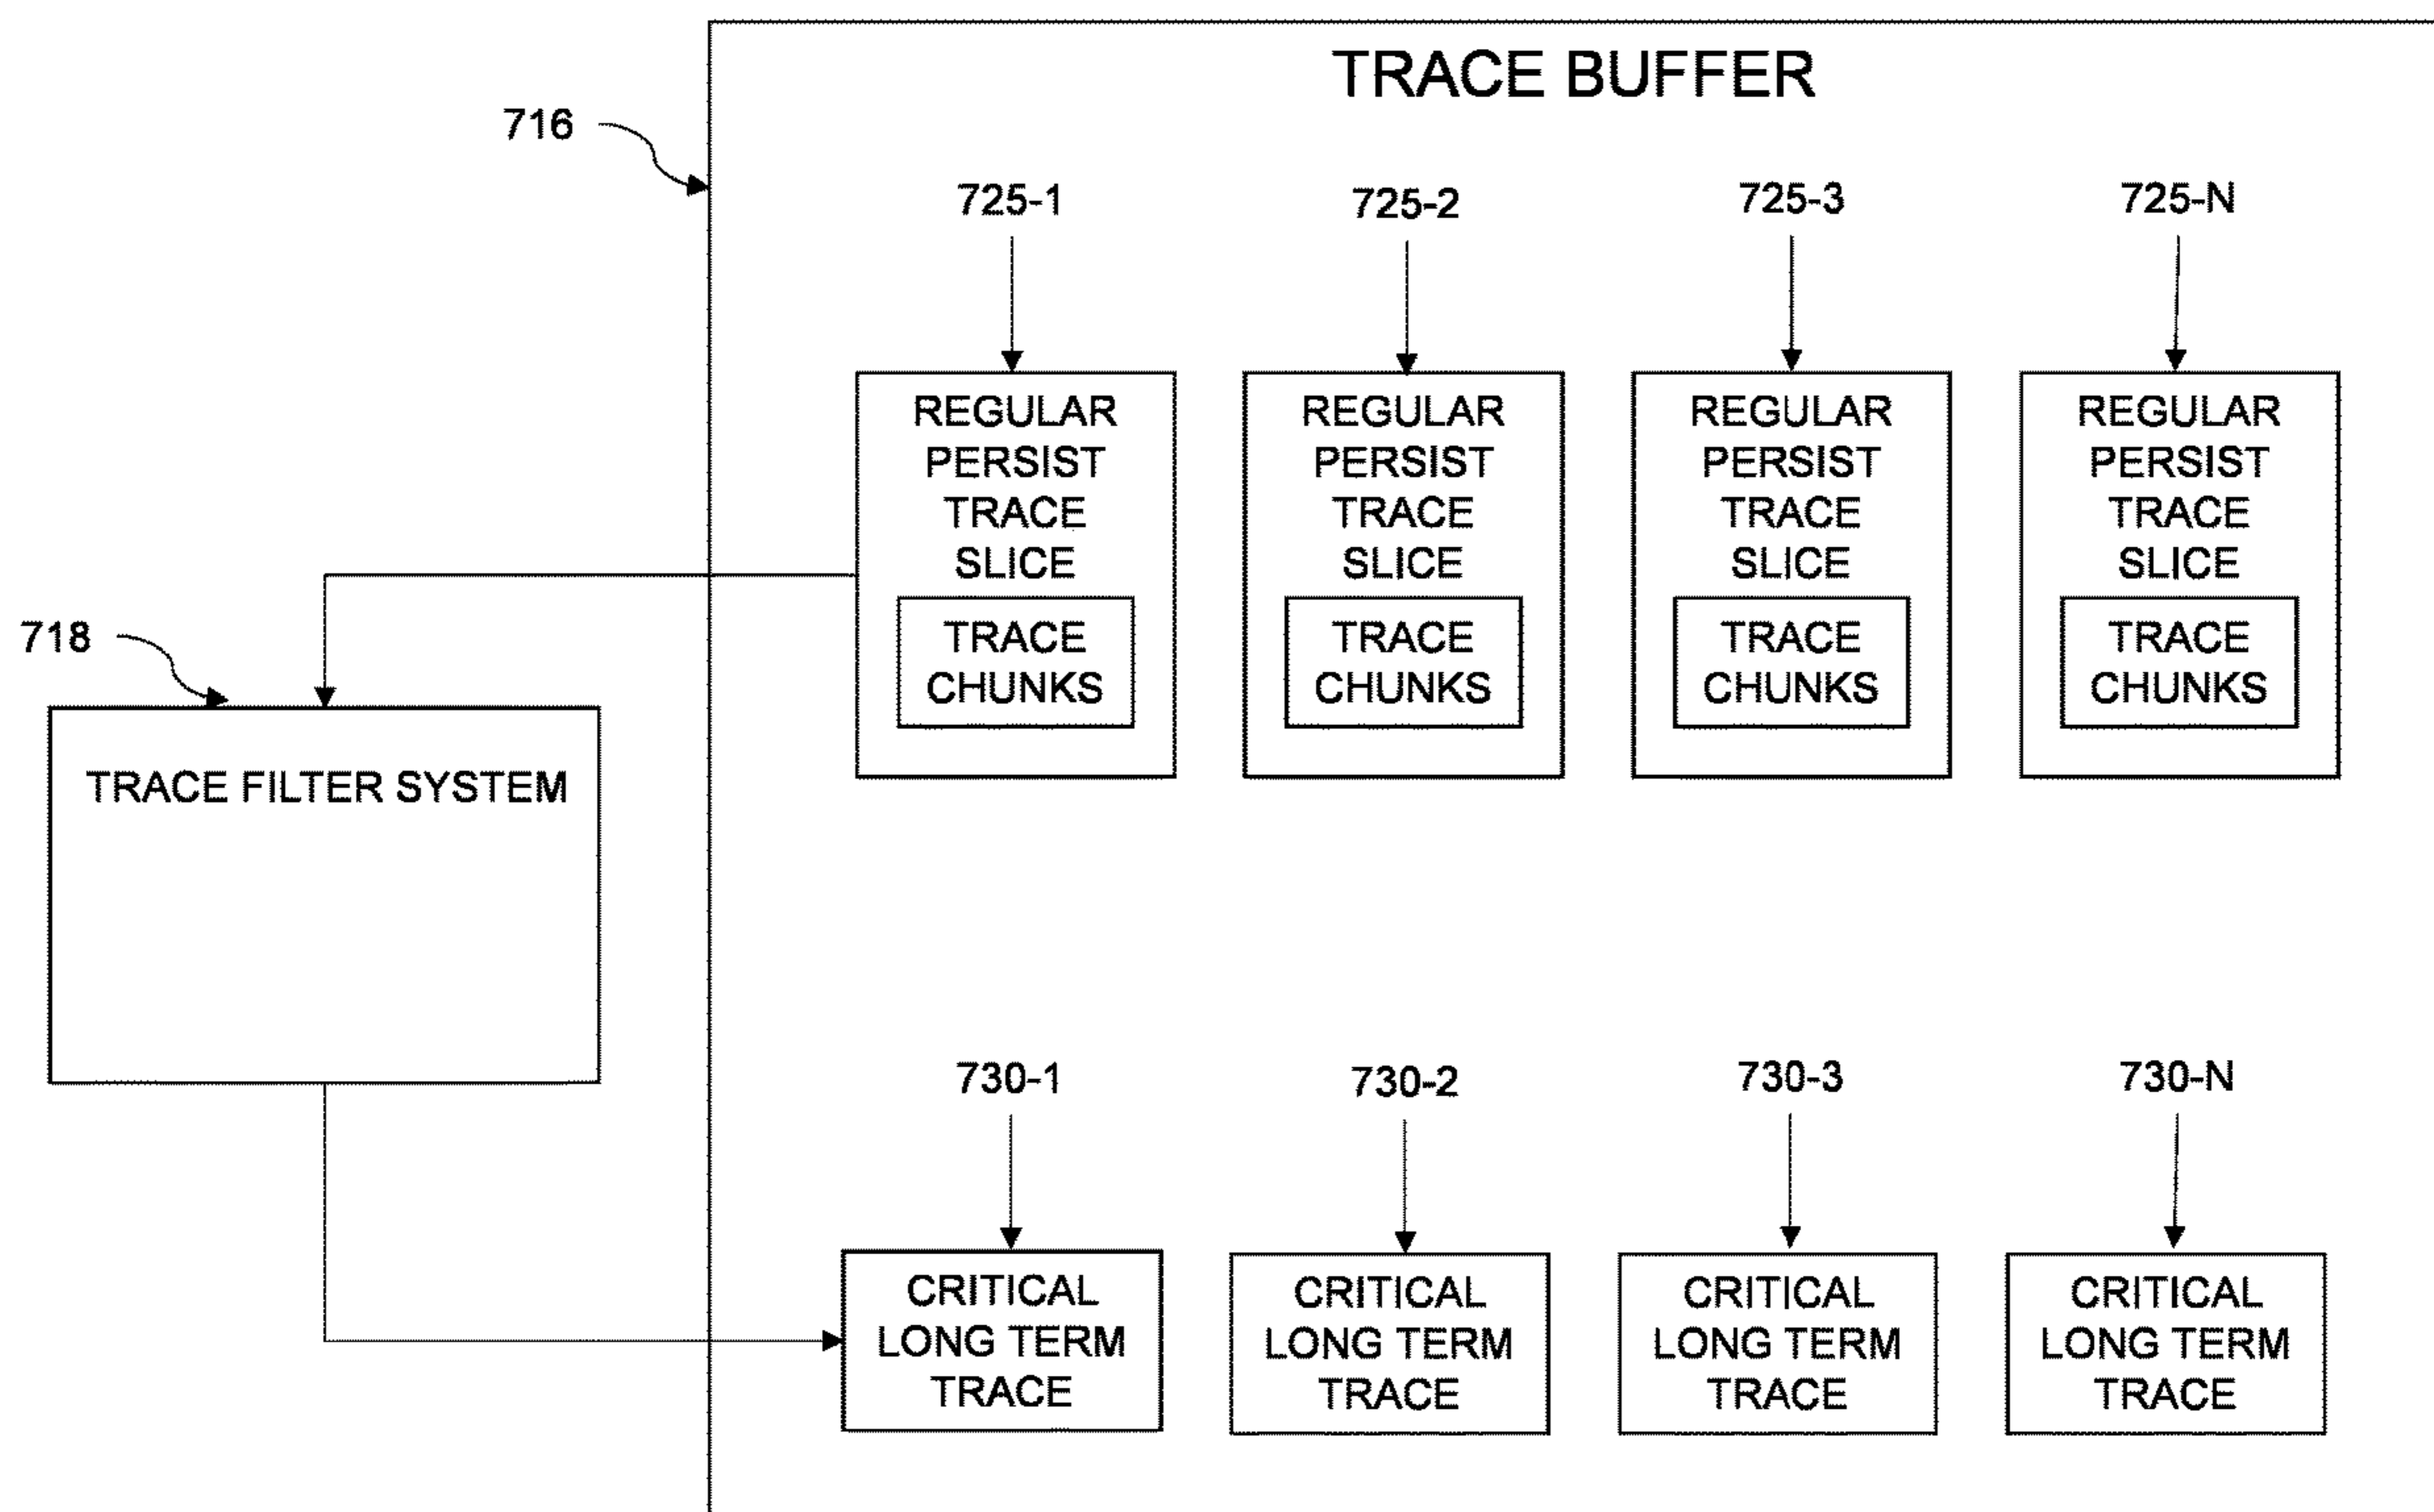 TRACE BUFFER
716
725-1
725-2
725-3
725-N
REGULAR
PERSIST
TRACE
SLICE
TRACE
CHUNKS
REGULAR
PERSIST
TRACE
SLICE
TRACE
CHUNKS
REGULAR
PERSIST
TRACE
SLICE
TRACE
CHUNKS
REGULAR
PERSIST
TRACE
SLICE
TRACE
CHUNKS
718
TRACE FILTER SYSTEM
730-1
730-2
730-3
730-N
CRITICAL
LONG TERM
TRACE
CRITICAL
LONG TERM
TRACE
CRITICAL
LONG TERM
TRACE
CRITICAL
LONG TERM
TRACE